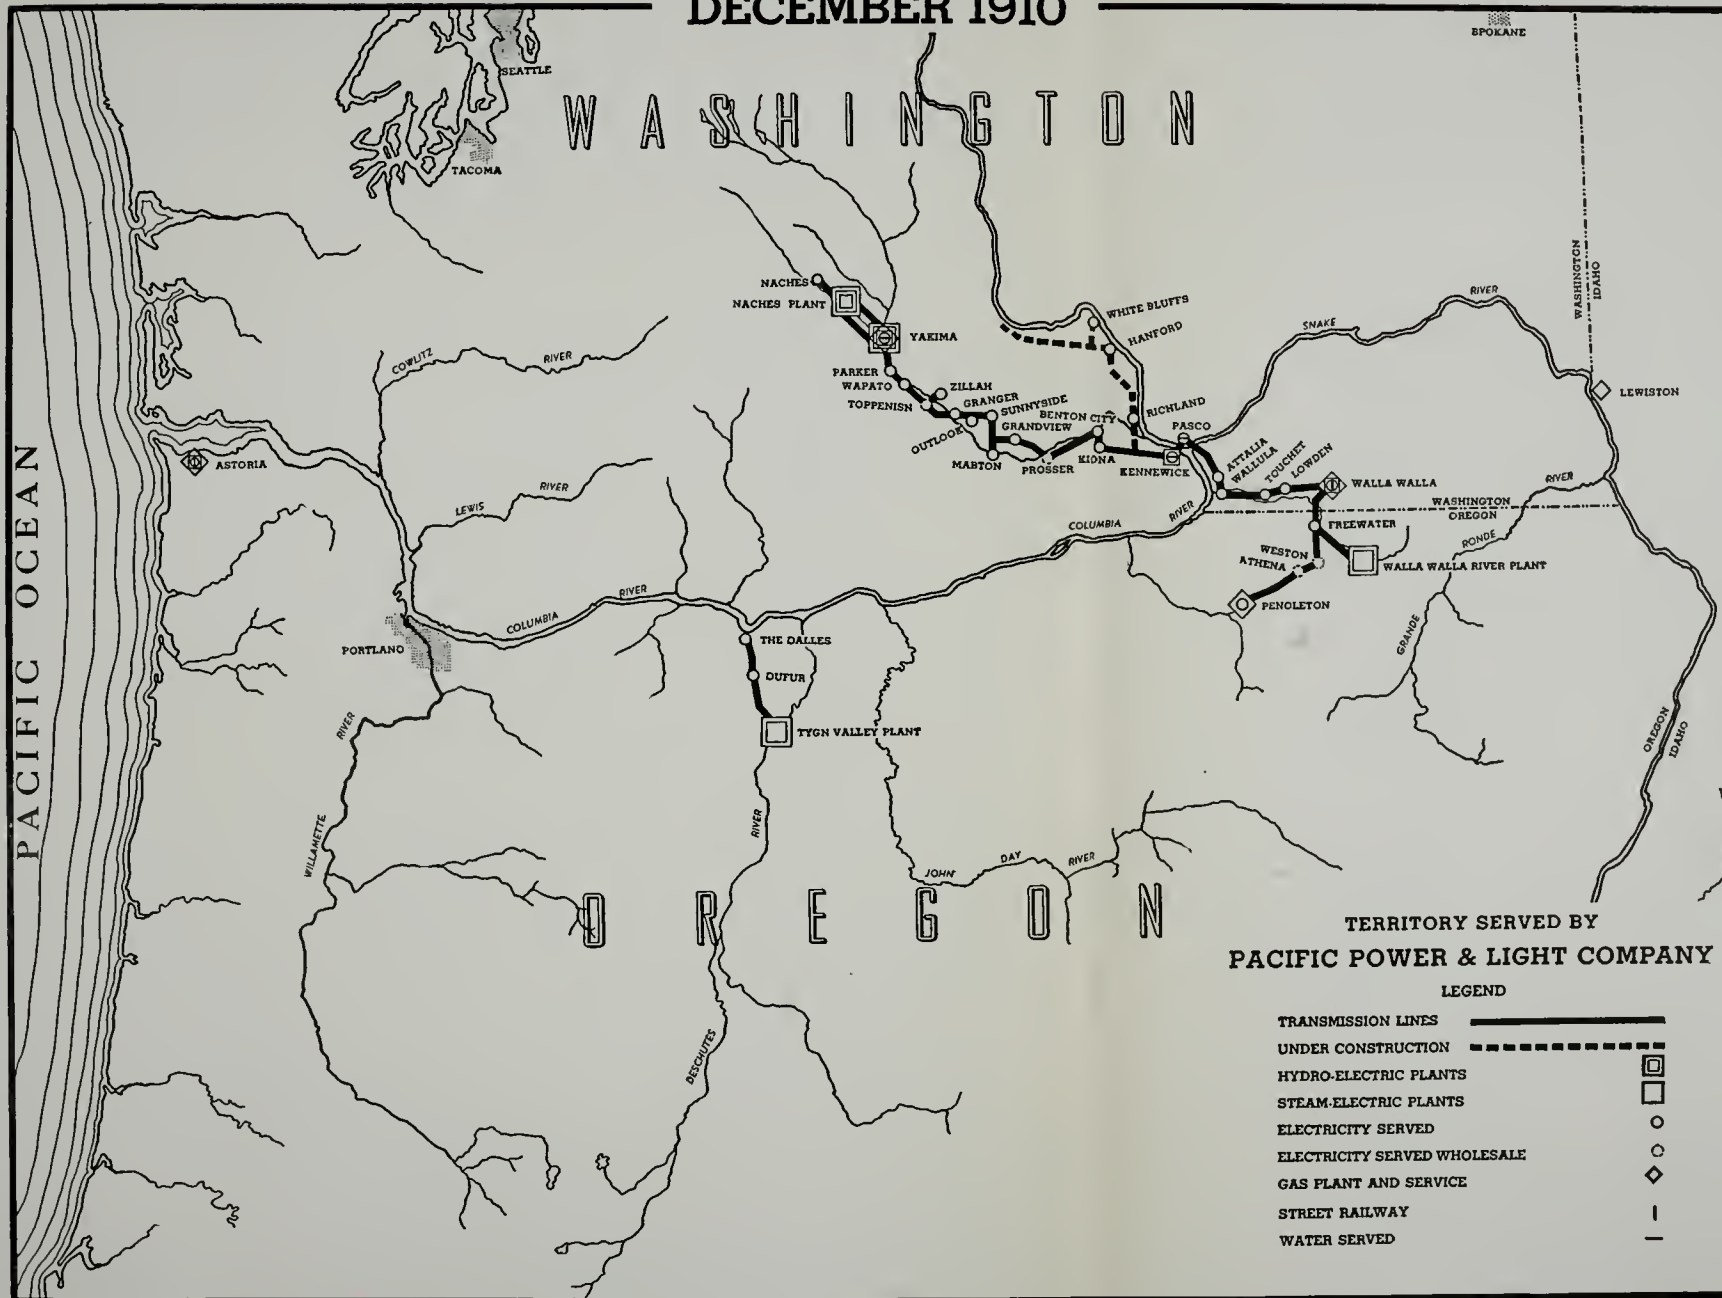 DECEMBER 1910
SPOKANE
SEATTLE
WASHINGTON
TACOMA
WASHINGTON
IDAHO
NACHES
NACHES PLANT
YAKIMA
WHITE BLUFFS
HANFORD
SNAKE
RIVER
COWLITZ
RIVER
PARKER
WAPATO
ZILLAH
TOPPENISN
GRANGER
SUNNYSIDE
OUTLOOK
GRANDVIEW
BENTON CITY
RICHLAND
PASCO
LEWISTON
MABTON
PROSSER
KIONA
KENNEWICK
ATTALIA
WALLULA
TOUCHET
LOWDEN
WALLA WALLA
PACIFIC OCEAN
ASTORIA
LEWIS
RIVER
COLUMBIA
RIVER
WASHINGTON
OREGON
RIVER
FREEWATER
RONDE
WESTON
ATHENA
WALLA WALLA RIVER PLANT
PENOLETON
GRANDE
COLUMBIA
RIVER
PORTLANO
THE DALLES
DUFUR
TYGN VALLEY PLANT
RIVER
WILLAMETTE
OREGON
IDAHO
RIVER
JOHN DAY RIVER
OREGON
DESCHUTES
TERRITORY SERVED BY
PACIFIC POWER & LIGHT COMPANY
LEGEND
TRANSMISSION LINES
UNDER CONSTRUCTION
HYDRO-ELECTRIC PLANTS
STEAM-ELECTRIC PLANTS
ELECTRICITY SERVED
ELECTRICITY SERVED WHOLESALE
GAS PLANT AND SERVICE
STREET RAILWAY
WATER SERVED